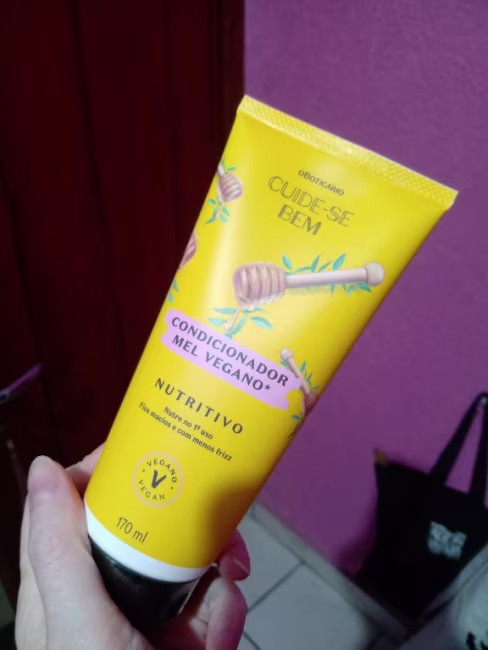 oBOTICÁRIO
CUIDE-SE
BEM
CONDICIONADOR
MEL VEGANO*
NUTRITIVO
Nutre no 1º uso
Fios macios e com menos frizz
VEGANO
V
VEGAN
170 ml